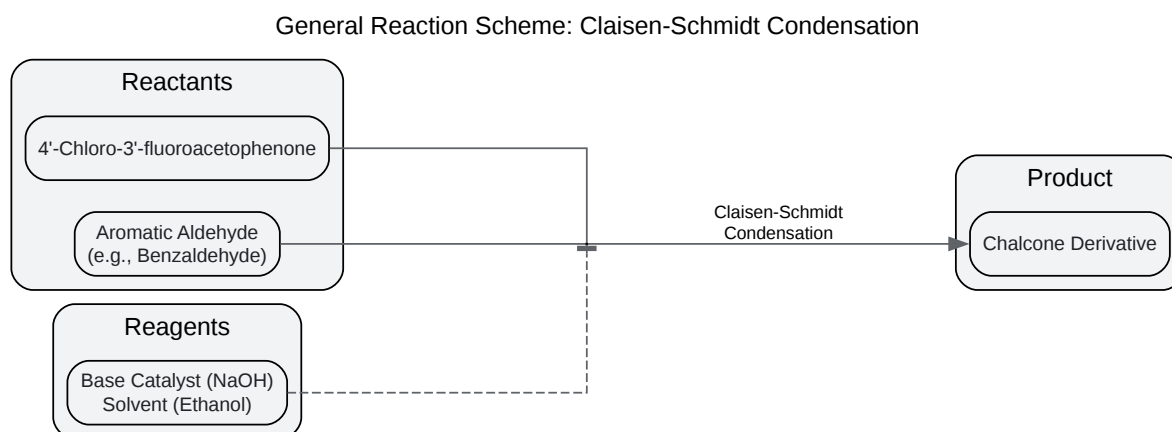 General Reaction Scheme: Claisen-Schmidt Condensation
Reactants
4'-Chloro-3'-fluoroacetophenone
Aromatic Aldehyde
(e.g., Benzaldehyde)
Reagents
Base Catalyst (NaOH)
Solvent (Ethanol)
Claisen-Schmidt
Condensation
Product
Chalcone Derivative